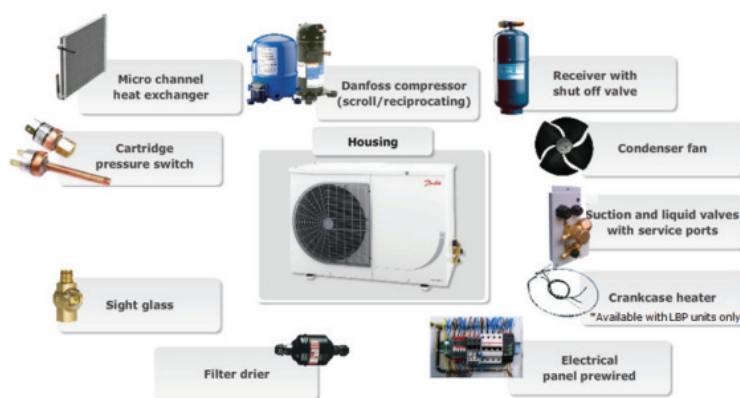 Micro channel
heat exchanger
Danfoss compressor
(scroll/reciprocating)
Receiver with
shut off valve
Cartridge
pressure switch
Housing
Condenser fan
Danfoss
Suction and liquid valves
with service ports
Sight glass
Crankcase heater
*Available with LBP units only
Filter drier
Electrical
panel prewired